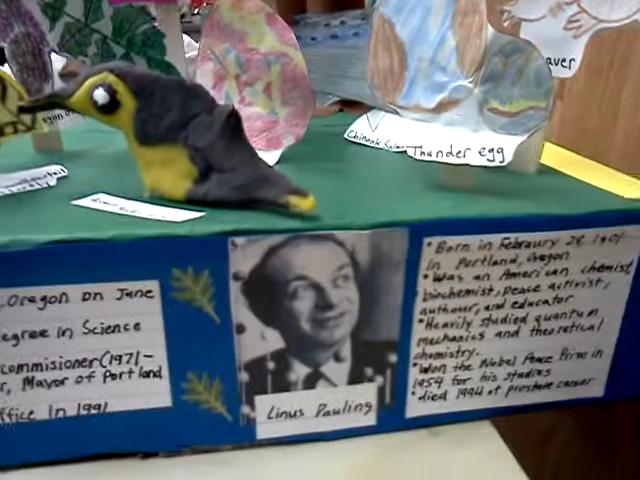 aver
Chinook Salmon
Thunder egg
Oregon on June
egree in Science
commisioner(1971-
r, Mayor of Portland
ffice in 1991
Linus Pauling
• Born in Febraury 28, 1901
in Portland, Oregon
• Was an American chemist,
biochemist, peace activist,
authour, and educator
• Heavily studied quantum
mechanics and theoretical
chemistry.
• Won the Nobel Peace Prize in
1954 for his studies
• died 1994 of prostate cancer